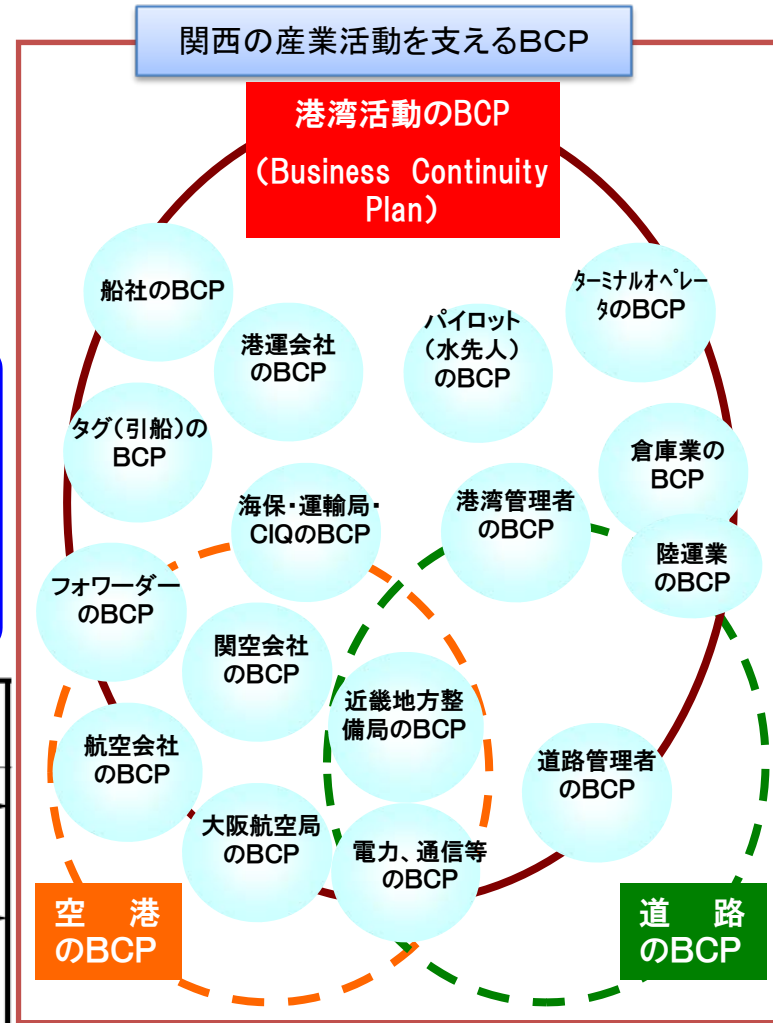 関西の産業活動を支えるBCP
港湾活動のBCP
（Business Continuity
Plan）
船社のBCP
ﾀｰﾐﾅﾙｵﾍﾟﾚｰ
ﾀのBCP
港運会社
のBCP
パイロット
（水先人）
のBCP
タグ（引船）の
BCP
倉庫業の
BCP
海保・運輸局・
CIQのBCP
港湾管理者
のBCP
陸運業
のBCP
フォワーダー
のBCP
関空会社
のBCP
近畿地方整
備局のBCP
航空会社
のBCP
道路管理者
のBCP
大阪航空局
のBCP
電力、通信等
のBCP
空　港
のBCP
道　路
のBCP